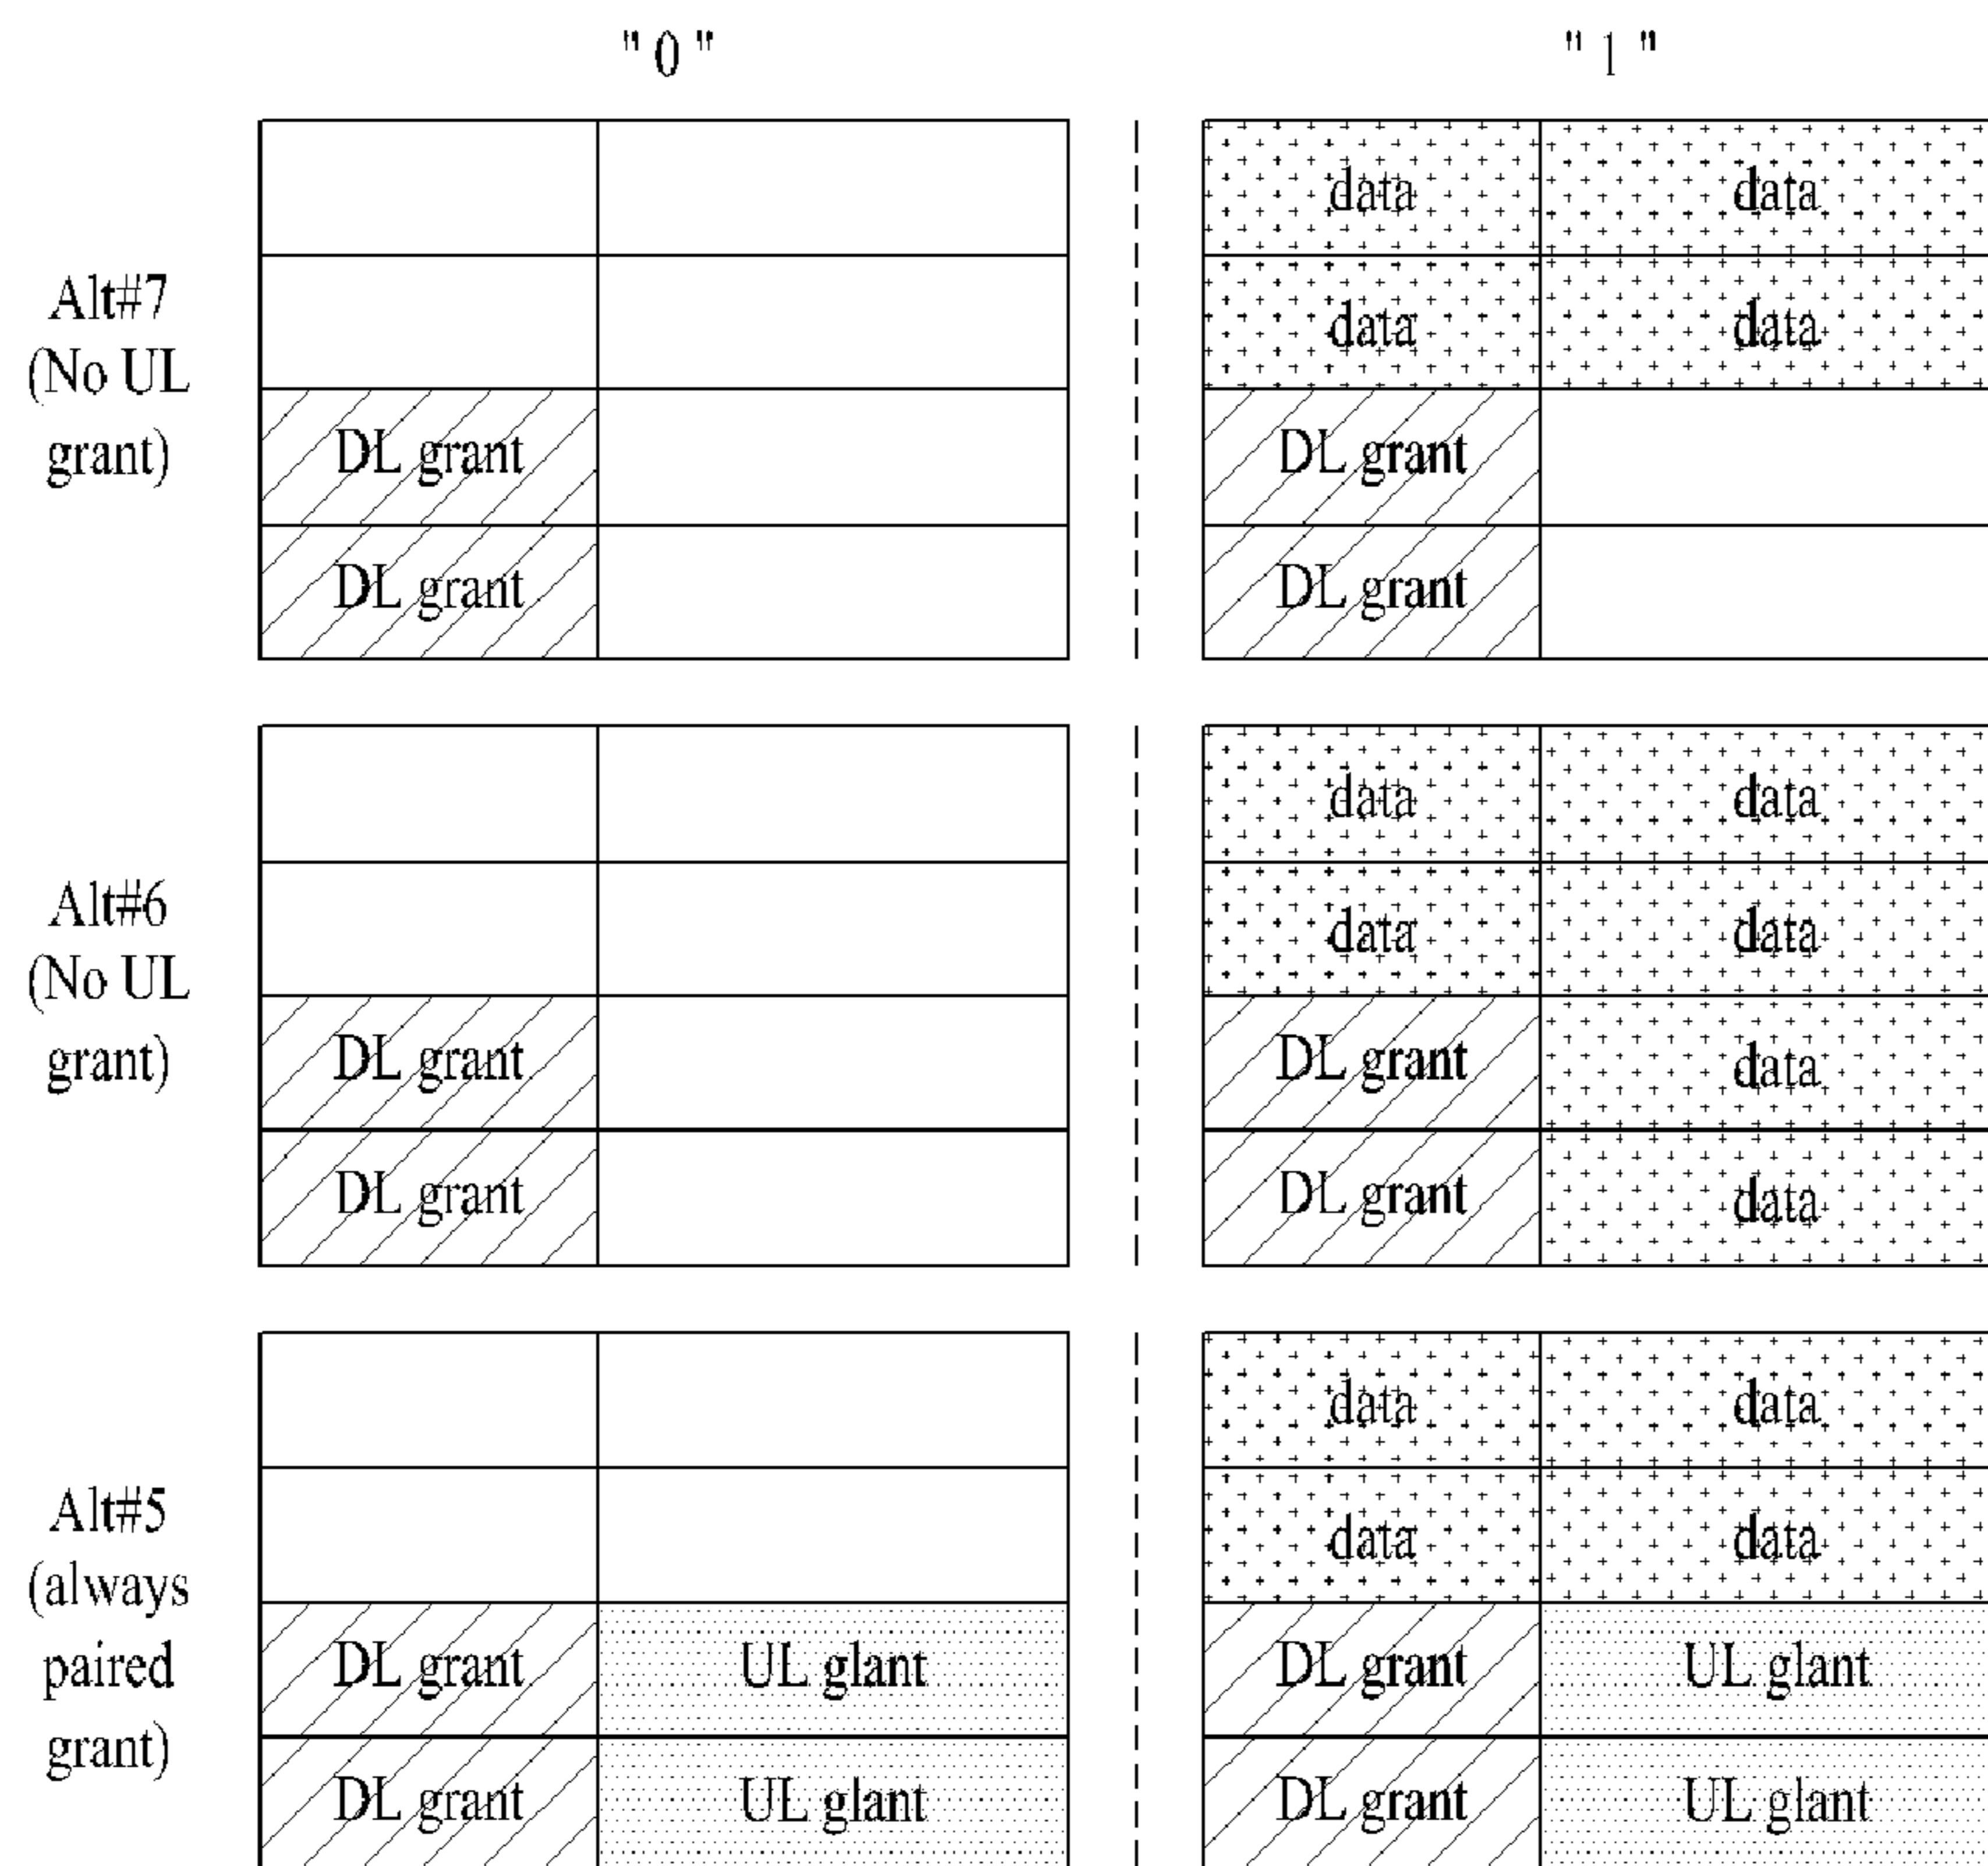 " 0 " " 1 "
Alt#7
(No UL
grant)
data data
data data
DL grant DL grant
DL grant DL grant
Alt#6
(No UL
grant)
data data
data data
DL grant DL grant data
DL grant DL grant data
Alt#5
(always
paired
grant)
data data
data data
DL grant UL glant DL grant UL glant
DL grant UL glant DL grant UL glant